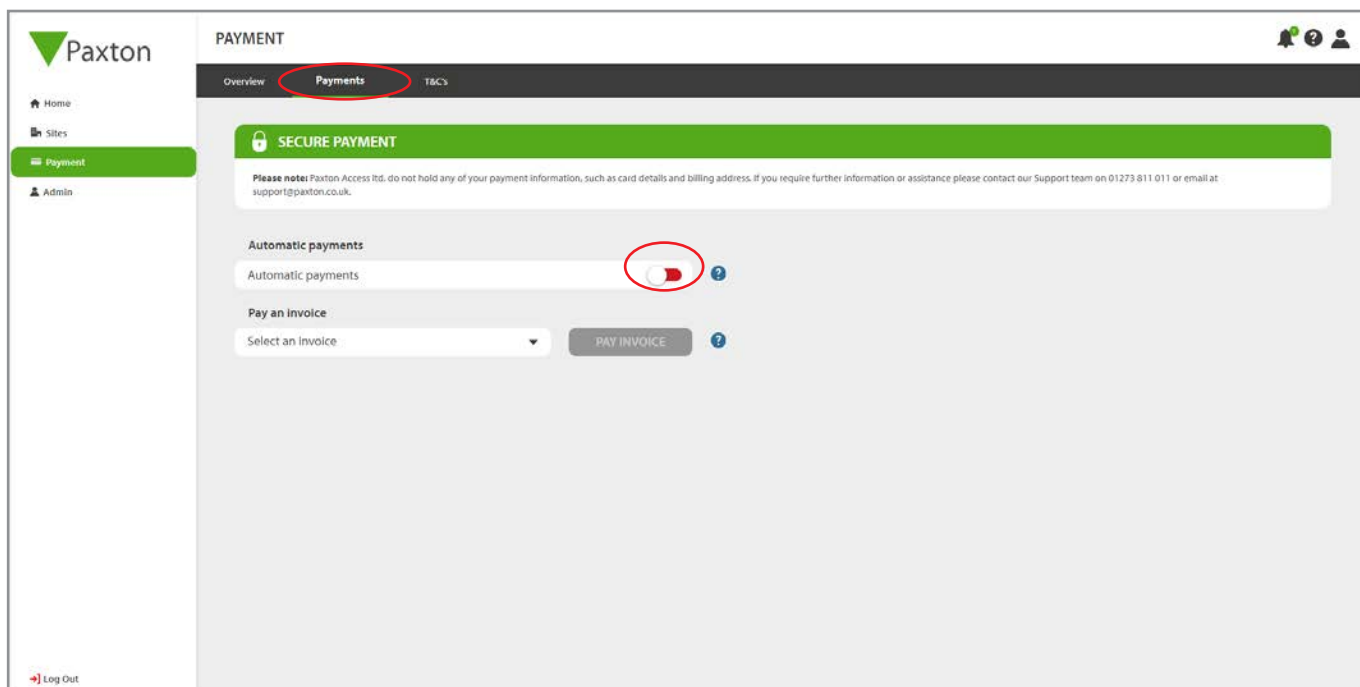 Paxton
PAYMENT
Overview
Payments
T&C's
Home
Sites
Payment
Admin
SECURE PAYMENT
Please note: Paxton Access ltd. do not hold any of your payment information, such as card details and billing address. If you require further information or assistance please contact our Support team on 01273 811 011 or email at
support@paxton.co.uk.
Automatic payments
Automatic payments
Pay an invoice
Select an invoice
PAY INVOICE
Log Out